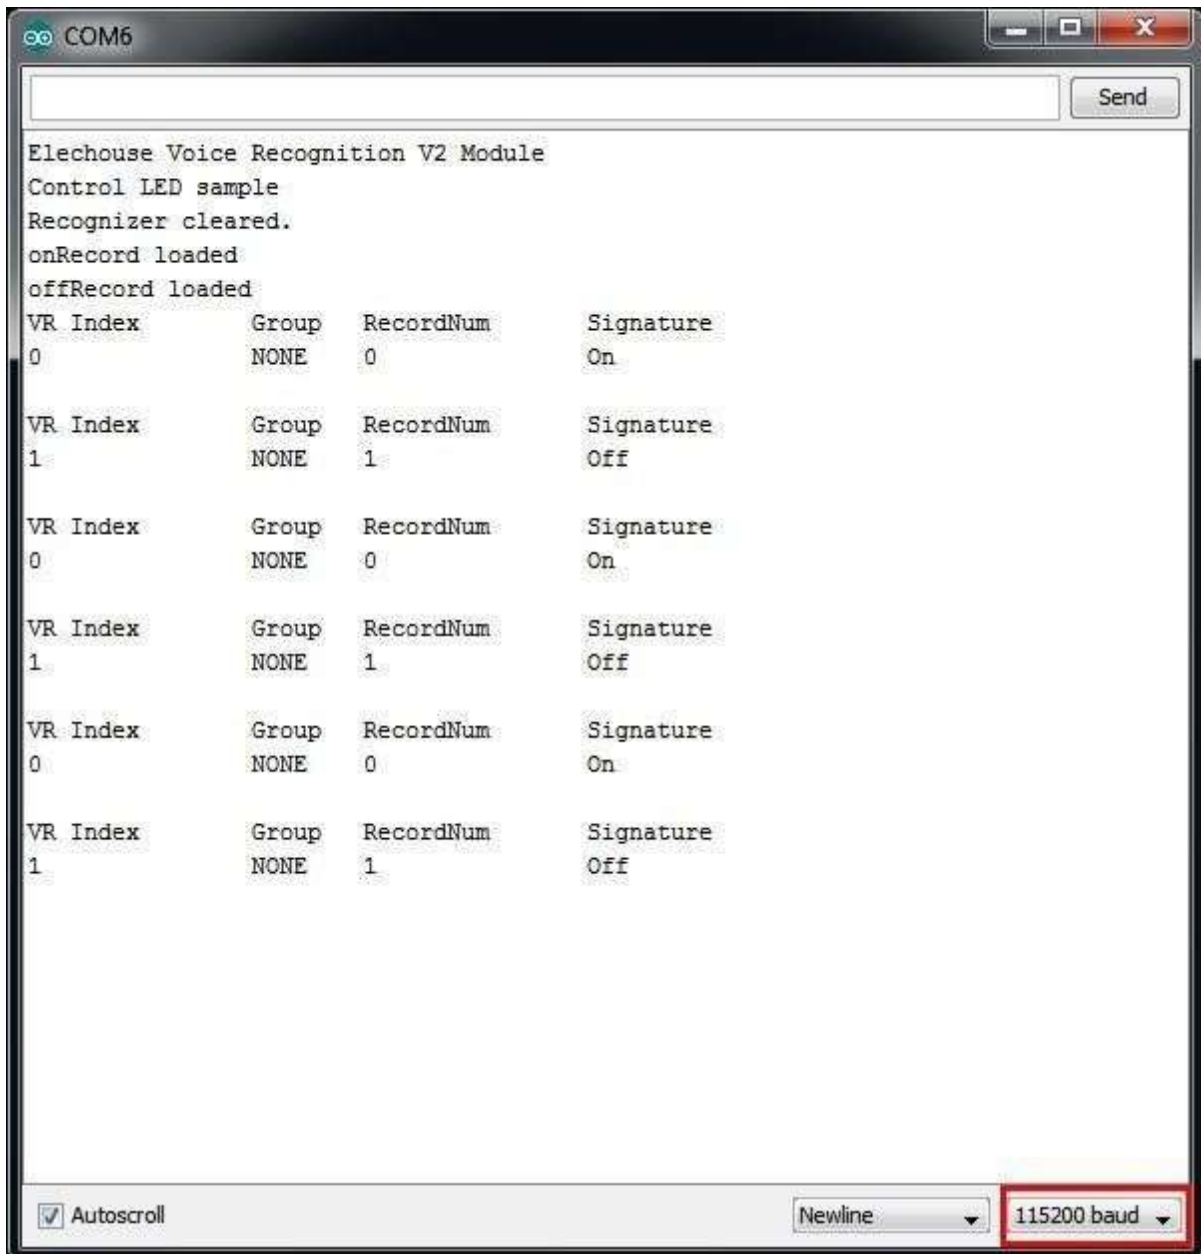 COM6
Send
Elechouse Voice Recognition V2 Module
Control LED sample
Recognizer cleared.
onRecord loaded
offRecord loaded
VR Index Group RecordNum Signature
0 NONE 0 On
VR Index Group RecordNum Signature
1 NONE 1 Off
VR Index Group RecordNum Signature
0 NONE 0 On
VR Index Group RecordNum Signature
1 NONE 1 Off
VR Index Group RecordNum Signature
0 NONE 0 On
VR Index Group RecordNum Signature
1 NONE 1 Off
Autoscroll Newline 115200 baud